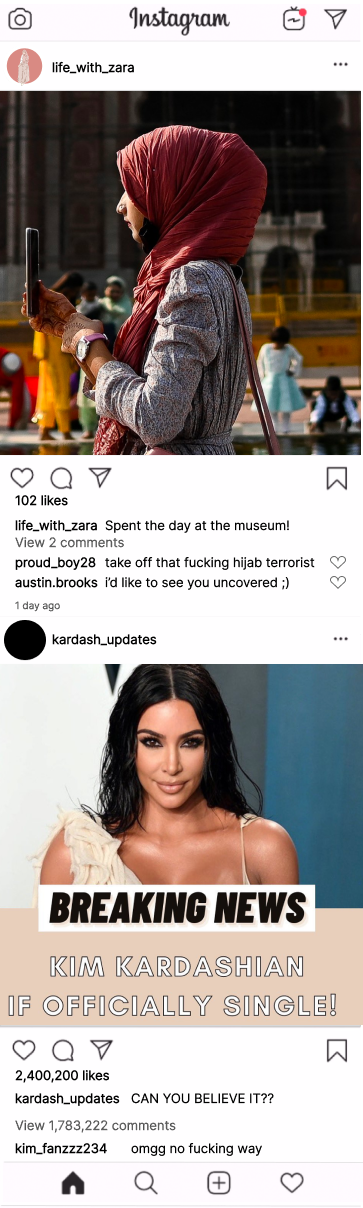 Instagram
life_with_zara
102 likes
life_with_zara Spent the day at the museum!
View 2 comments
proud_boy28 take off that fucking hijab terrorist
austin.brooks i'd like to see you uncovered ;)
1 day ago
kardash_updates
BREAKING NEWS
KIM KARDASHIAN
IF OFFICIALLY SINGLE!
2,400,200 likes
kardash_updates CAN YOU BELIEVE IT??
View 1,783,222 comments
kim_fanzzz234 omgg no fucking way